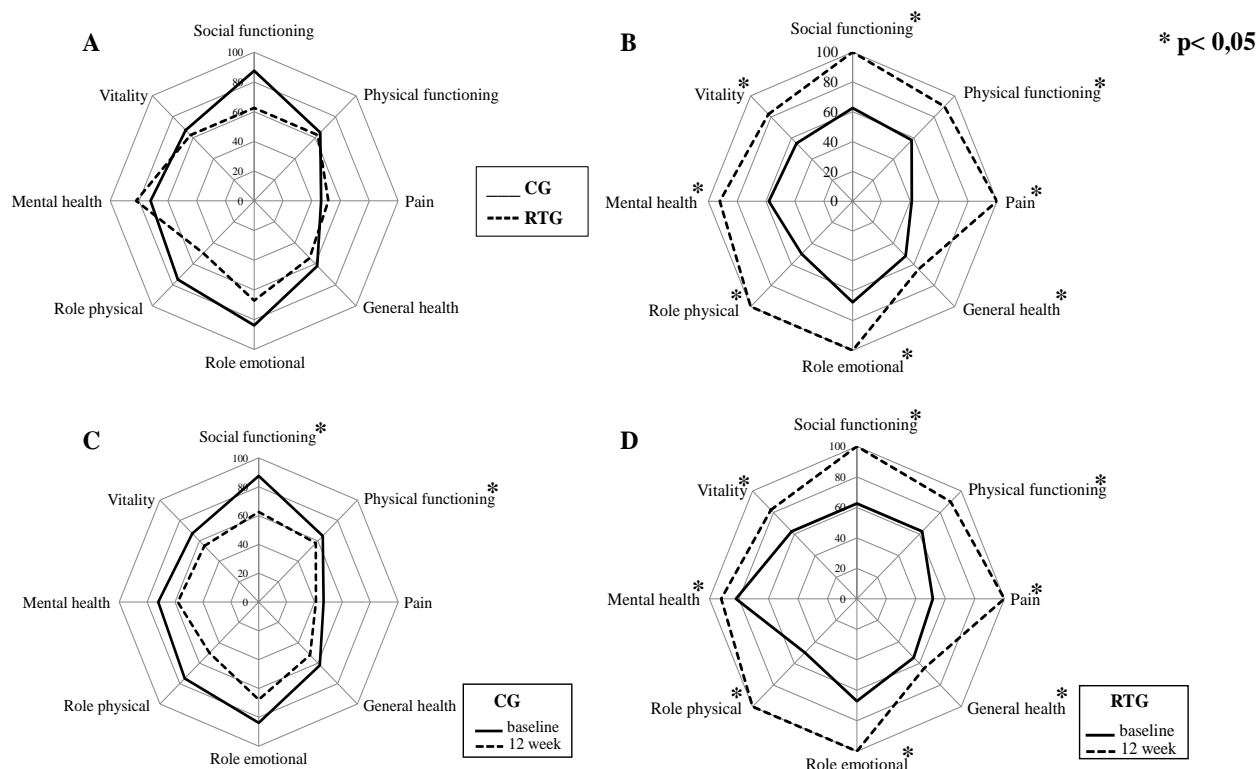 A
Social functioning
100
80
60
40
20
0
Vitality
Physical functioning
Mental health
Pain
Role physical
General health
Role emotional
___ CG
RTG
B
Social functioning*
* p< 0,05
100
80
60
40
20
0
Vitality*
Physical functioning*
Mental health*
Pain*
Role physical*
General health*
Role emotional*
C
Social functioning*
100
80
60
40
20
0
Vitality
Physical functioning*
Mental health
Pain
Role physical
General health
Role emotional
CG
baseline
12 week
D
Social functioning*
100
80
60
40
20
0
Vitality*
Physical functioning*
Mental health*
Pain*
Role physical*
General health*
Role emotional*
RTG
baseline
12 week